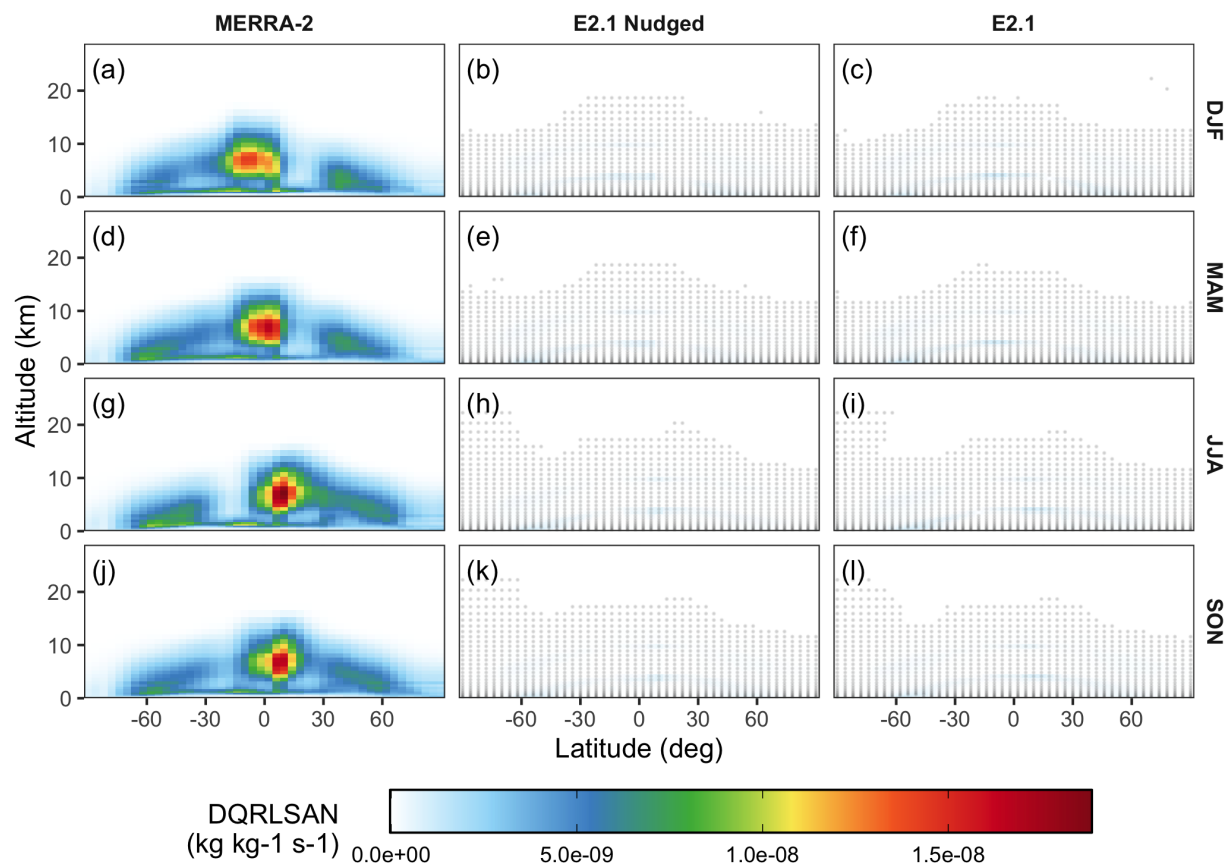 MERRA-2 E2.1 Nudged E2.1
(a) (b) (c)
20
10
0
DJF
(d) (e) (f)
20
10
0
MAM
(g) (h) (i)
20
10
0
JJA
(j) (k) (l)
20
10
0
SON
Altitude (km)
-60 -30 0 30 60 -60 -30 0 30 60 -60 -30 0 30 60
Latitude (deg)
DQRLSAN
(kg kg-1 s-1)
0.0e+00 5.0e-09 1.0e-08 1.5e-08